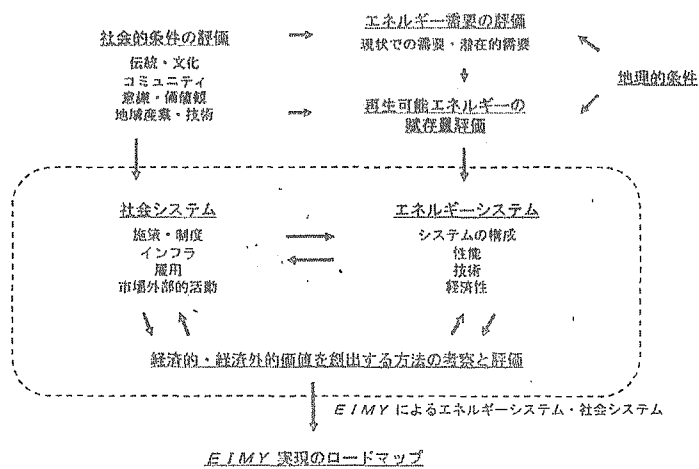 エネルギー需要の評価
社会的条件の評価
現状での需要・潜在的需要
伝統・文化
コミュニティ
意識・価値観
地域産業・技術
地理的条件
再生可能エネルギーの
賦存量評価
社会システム
施策・制度
インフラ
雇用
市場外部的活動
エネルギーシステム
システムの構成
性能
技術
経済性
経済的・経済外的価値を創出する方法の考察と評価
EIMY によるエネルギーシステム・社会システム
EIMY 実現のロードマップ